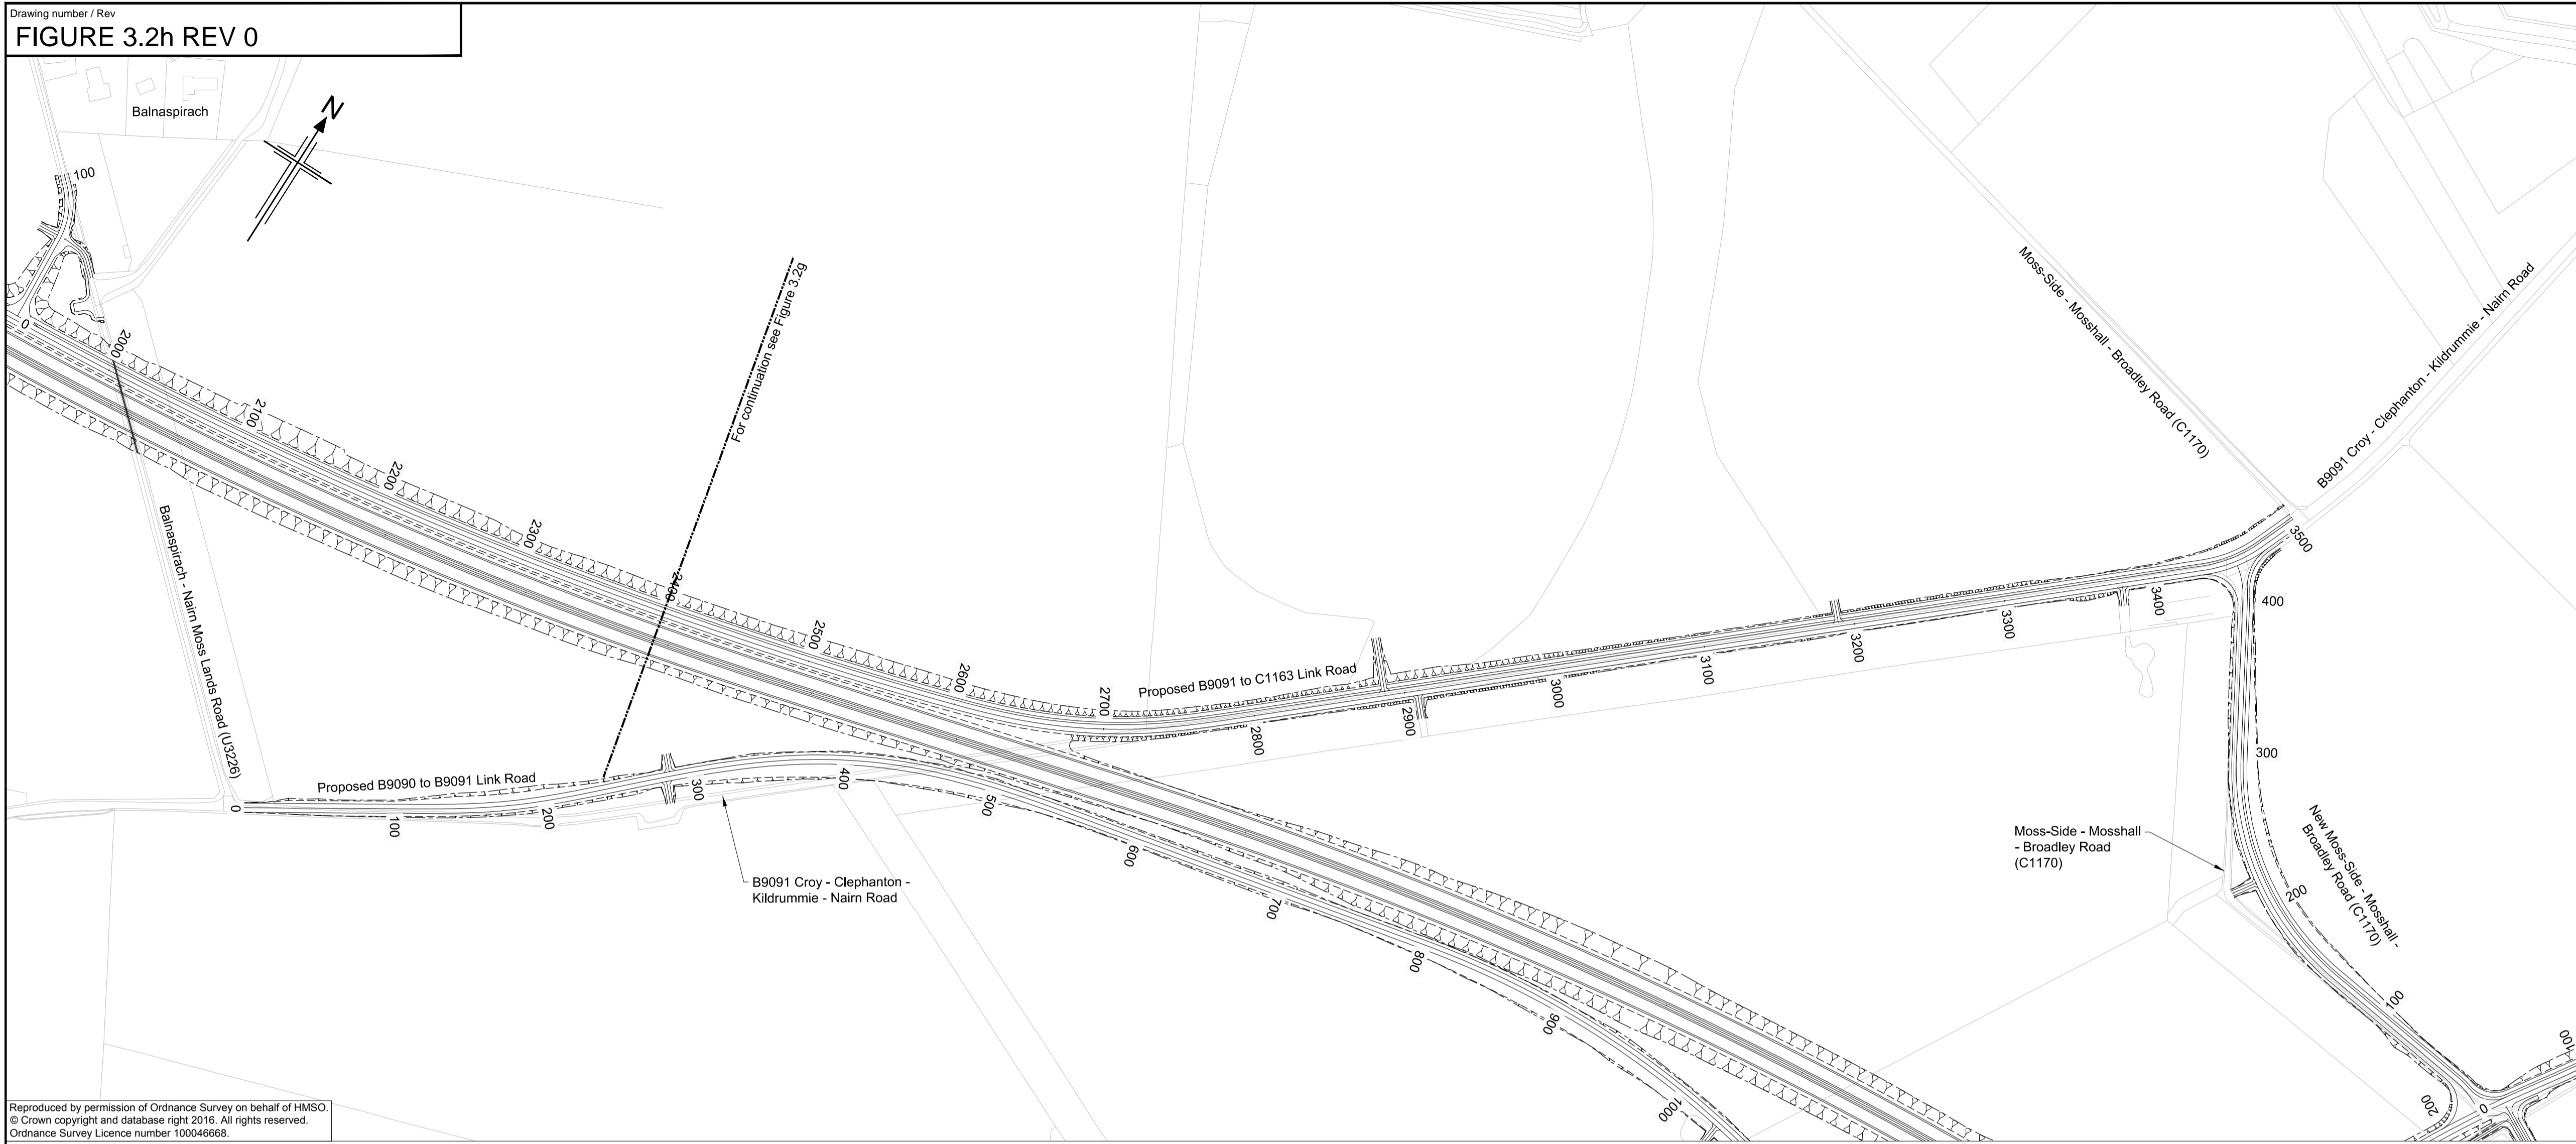 Drawing number / Rev
FIGURE 3.2h REV 0
Balnaspirach
N
100
0
2000
2100
2200
2300
2400
2500
2600
2700
2800
2900
3000
3100
3200
3300
3400
3500
For continuation see Figure 3.2g
Balnaspirach - Nairn Moss Lands Road (U3226)
Proposed B9091 to C1163 Link Road
Moss-Side - Mosshall - Broadley Road (C1170)
B9091 Croy - Clephanton - Kildrummie - Nairn Road
Proposed B9090 to B9091 Link Road
0
100
200
300
400
500
600
700
800
900
1000
B9091 Croy - Clephanton -
Kildrummie - Nairn Road
400
300
200
100
0
Moss-Side - Mosshall
- Broadley Road
(C1170)
New Moss-Side - Mosshall -
Broadley Road (C1170)
100
200
Reproduced by permission of Ordnance Survey on behalf of HMSO.
© Crown copyright and database right 2016. All rights reserved.
Ordnance Survey Licence number 100046668.